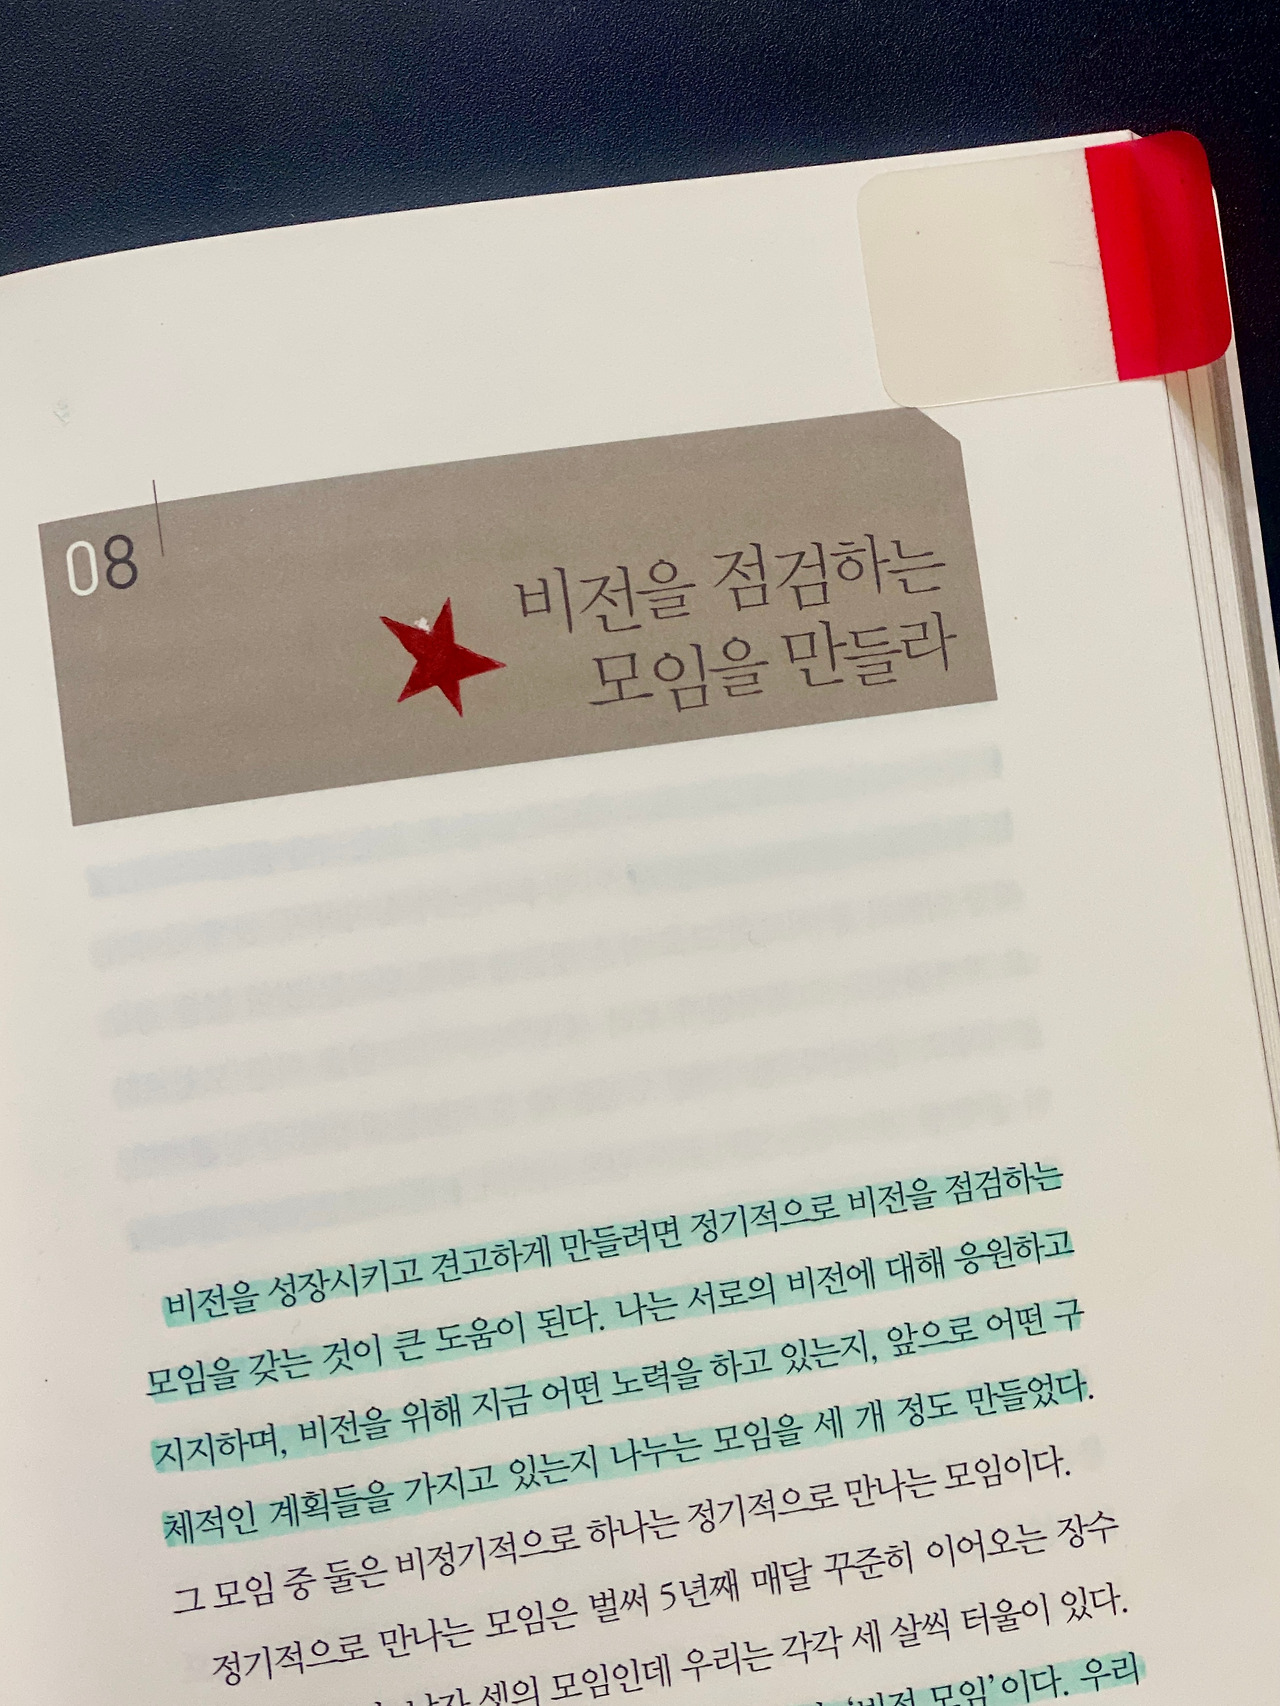 08
비전을 점검하는
모임을 만들라
비전을 성장시키고 견고하게 만들려면 정기적으로 비전을 점검하는
모임을 갖는 것이 큰 도움이 된다. 나는 서로의 비전에 대해 응원하고
지지하며, 비전을 위해 지금 어떤 노력을 하고 있는지, 앞으로 어떤 구
체적인 계획들을 가지고 있는지 나누는 모임을 세 개 정도 만들었다.
그 모임 중 둘은 비정기적으로 하나는 정기적으로 만나는 모임이다.
정기적으로 만나는 모임은 벌써 5년째 매달 꾸준히 이어오는 장수
셋의 모임인데 우리는 각각 세 살씩 터울이 있다.
‘비전 모임’이다. 우리